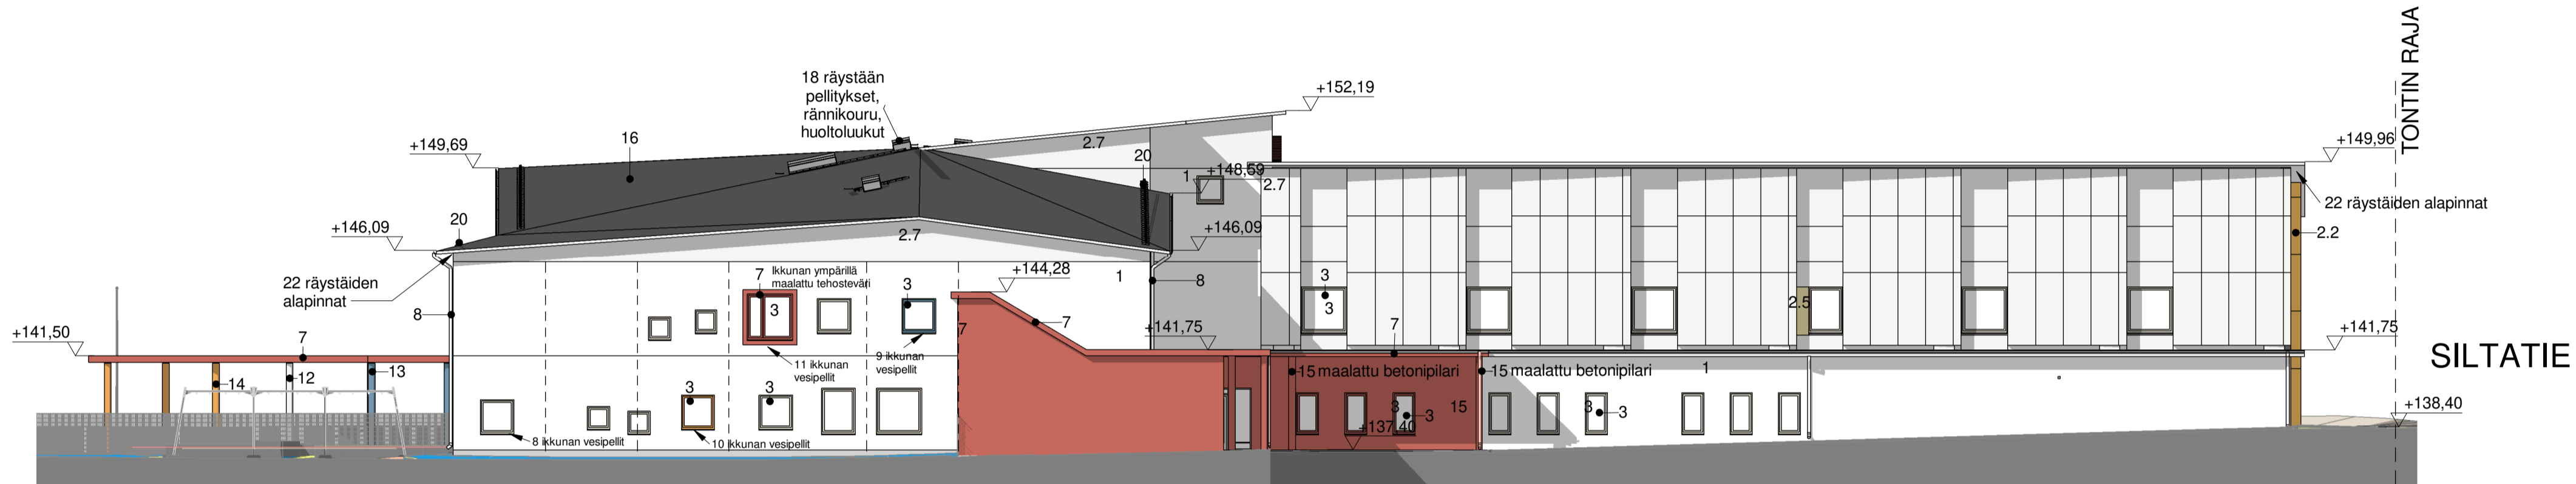 TONTIN RAJA
18 räystään
pellitykset,
rännikouru,
huoltoluukut
+152,19
16
+149,69
2.7
20
+149,96
1
+148,59
2.7
22 räystäiden alapinnat
20
+146,09
2.7
+146,09
2.2
22 räystäiden
alapinnat
7
Ikkunan ympärillä
maalattu tehosteväri
3
3
+144,28
1
8
3
3
2.5
8
7
7
+141,50
7
+141,75
7
+141,75
SILTATIE
11 ikkunan
vesipellit
9 ikkunan
vesipellit
14
12
13
15 maalattu betonipilari
15 maalattu betonipilari
1
3
3
3
3
15
3
3
+138,40
+137,40
8 ikkunan vesipellit
10 ikkunan vesipellit